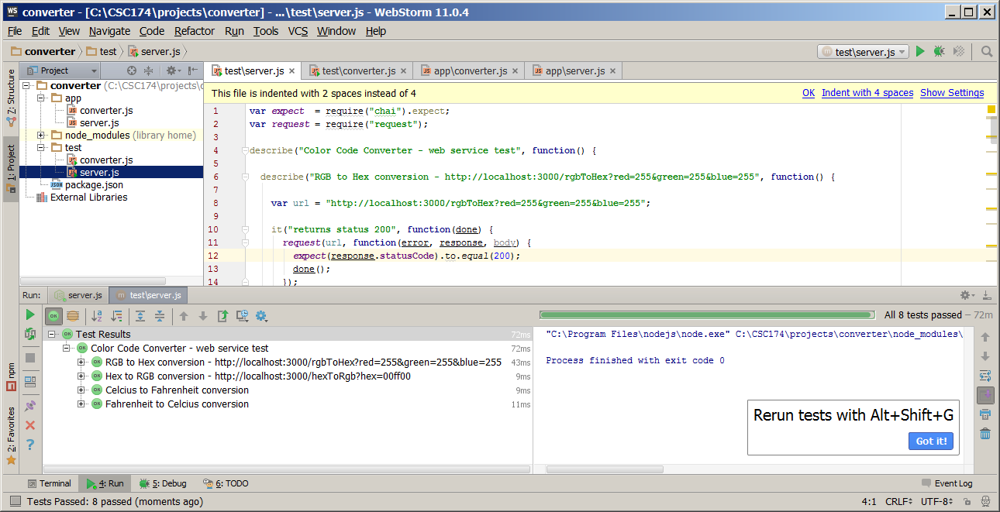 WS converter - [C:\CSC174\projects\converter] - ...\test\server.js - WebStorm 11.0.4
File Edit View Navigate Code Refactor Run Tools VCS Window Help
converter test server.js test\server.js
Project test\server.js test\converter.js app\converter.js app\server.js
7: Structure
1: Project
npm
2: Favorites
converter (C:\CSC174\projects\c
app
converter.js
server.js
node_modules (library home)
test
converter.js
server.js
package.json
External Libraries
This file is indented with 2 spaces instead of 4 OK Indent with 4 spaces Show Settings
1 var expect  = require("chai").expect;
2 var request = require("request");
3
4 describe("Color Code Converter - web service test", function() {
5
6 describe("RGB to Hex conversion - http://localhost:3000/rgbToHex?red=255&green=255&blue=255", function() {
7
8 var url = "http://localhost:3000/rgbToHex?red=255&green=255&blue=255";
9
10 it("returns status 200", function(done) {
11 request(url, function(error, response, body) {
12 expect(response.statusCode).to.equal(200);
13 done();
14 });
Run: server.js test\server.js
All 8 tests passed – 72m
Test Results 72ms
Color Code Converter - web service test 72ms
RGB to Hex conversion - http://localhost:3000/rgbToHex?red=255&green=255&blue=255 43ms
Hex to RGB conversion - http://localhost:3000/hexToRgb?hex=00ff00 9ms
Celcius to Fahrenheit conversion 9ms
Fahrenheit to Celcius conversion 11ms
"C:\Program Files\nodejs\node.exe" C:\CSC174\projects\converter\node_modules\
Process finished with exit code 0
Rerun tests with Alt+Shift+G
Got it!
Terminal 4: Run 5: Debug 6: TODO Event Log
Tests Passed: 8 passed (moments ago) 4:1 CRLF UTF-8